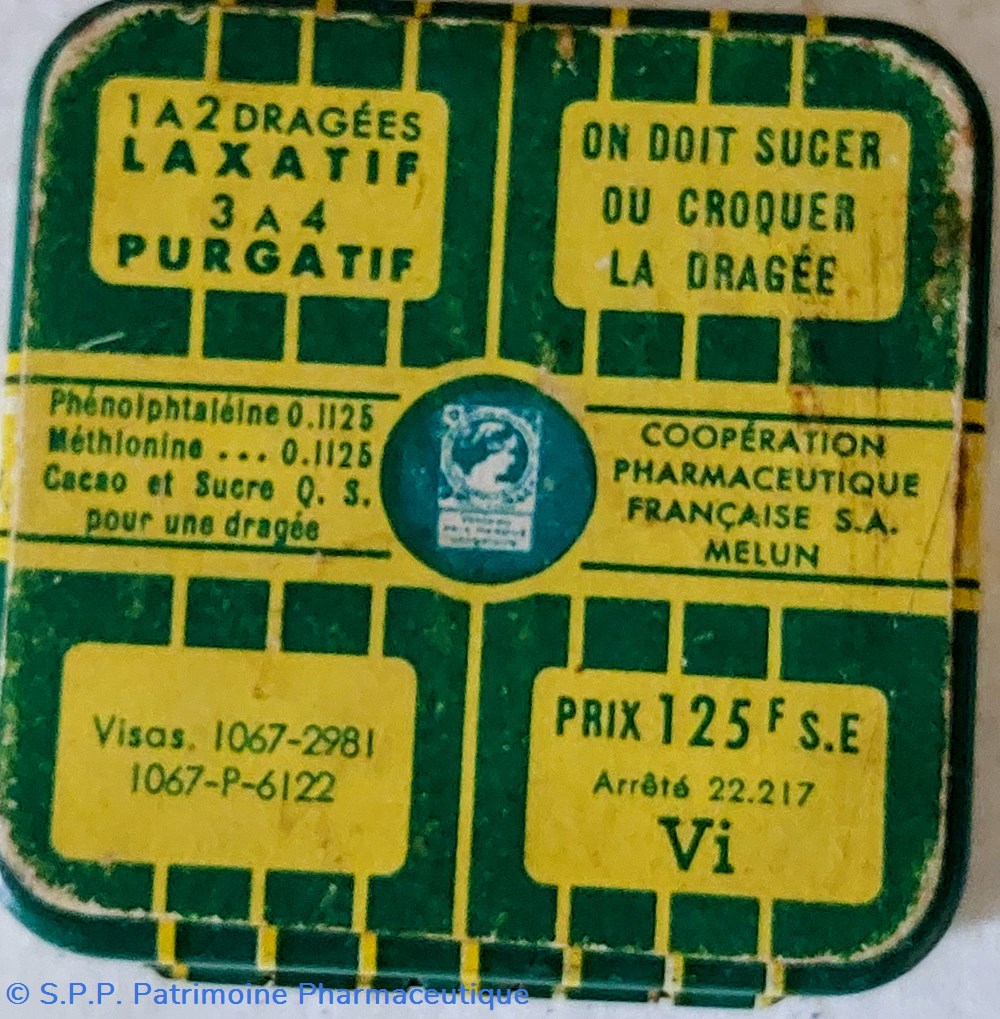 1 A 2 DRAGÉES
LAXATIF
3 A 4
PURGATIF
ON DOIT SUCER
OU CROQUER
LA DRAGÉE
Phénolphtaléine 0.1125
Méthionine ... 0.1125
Cacao et Sucre Q. S.
pour une dragée
COOPÉRATION
PHARMACEUTIQUE
FRANÇAISE S.A.
MELUN
Visas. 1067-2981
1067-P-6122
PRIX 125 F S.E
Arrêté 22.217
Vi
© S.P.P. Patrimoine Pharmaceutique